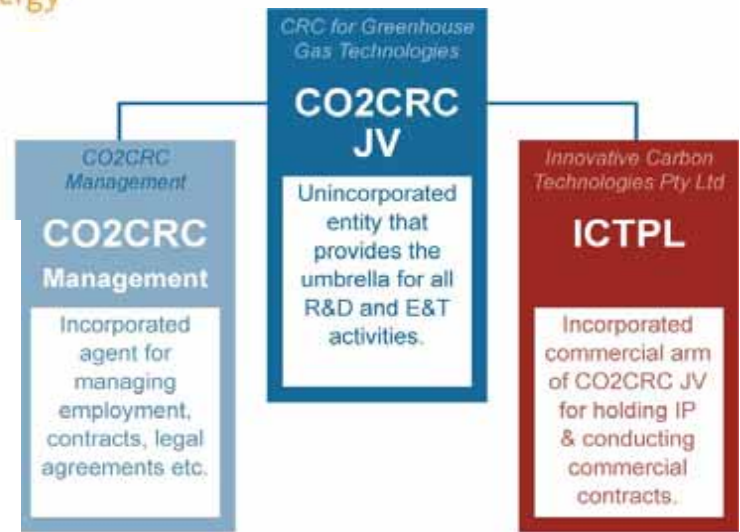 CRC for Greenhouse
Gas Technologies
CO2CRC
JV
Unincorporated
entity that
provides the
umbrella for all
R&D and E&T
activities.
CO2CRC
Management
CO2CRC
Management
Incorporated
agent for
managing
employment,
contracts, legal
agreements etc.
Innovative Carbon
Technologies Pty Ltd
ICTPL
Incorporated
commercial arm
of CO2CRC JV
for holding IP
& conducting
commercial
contracts.